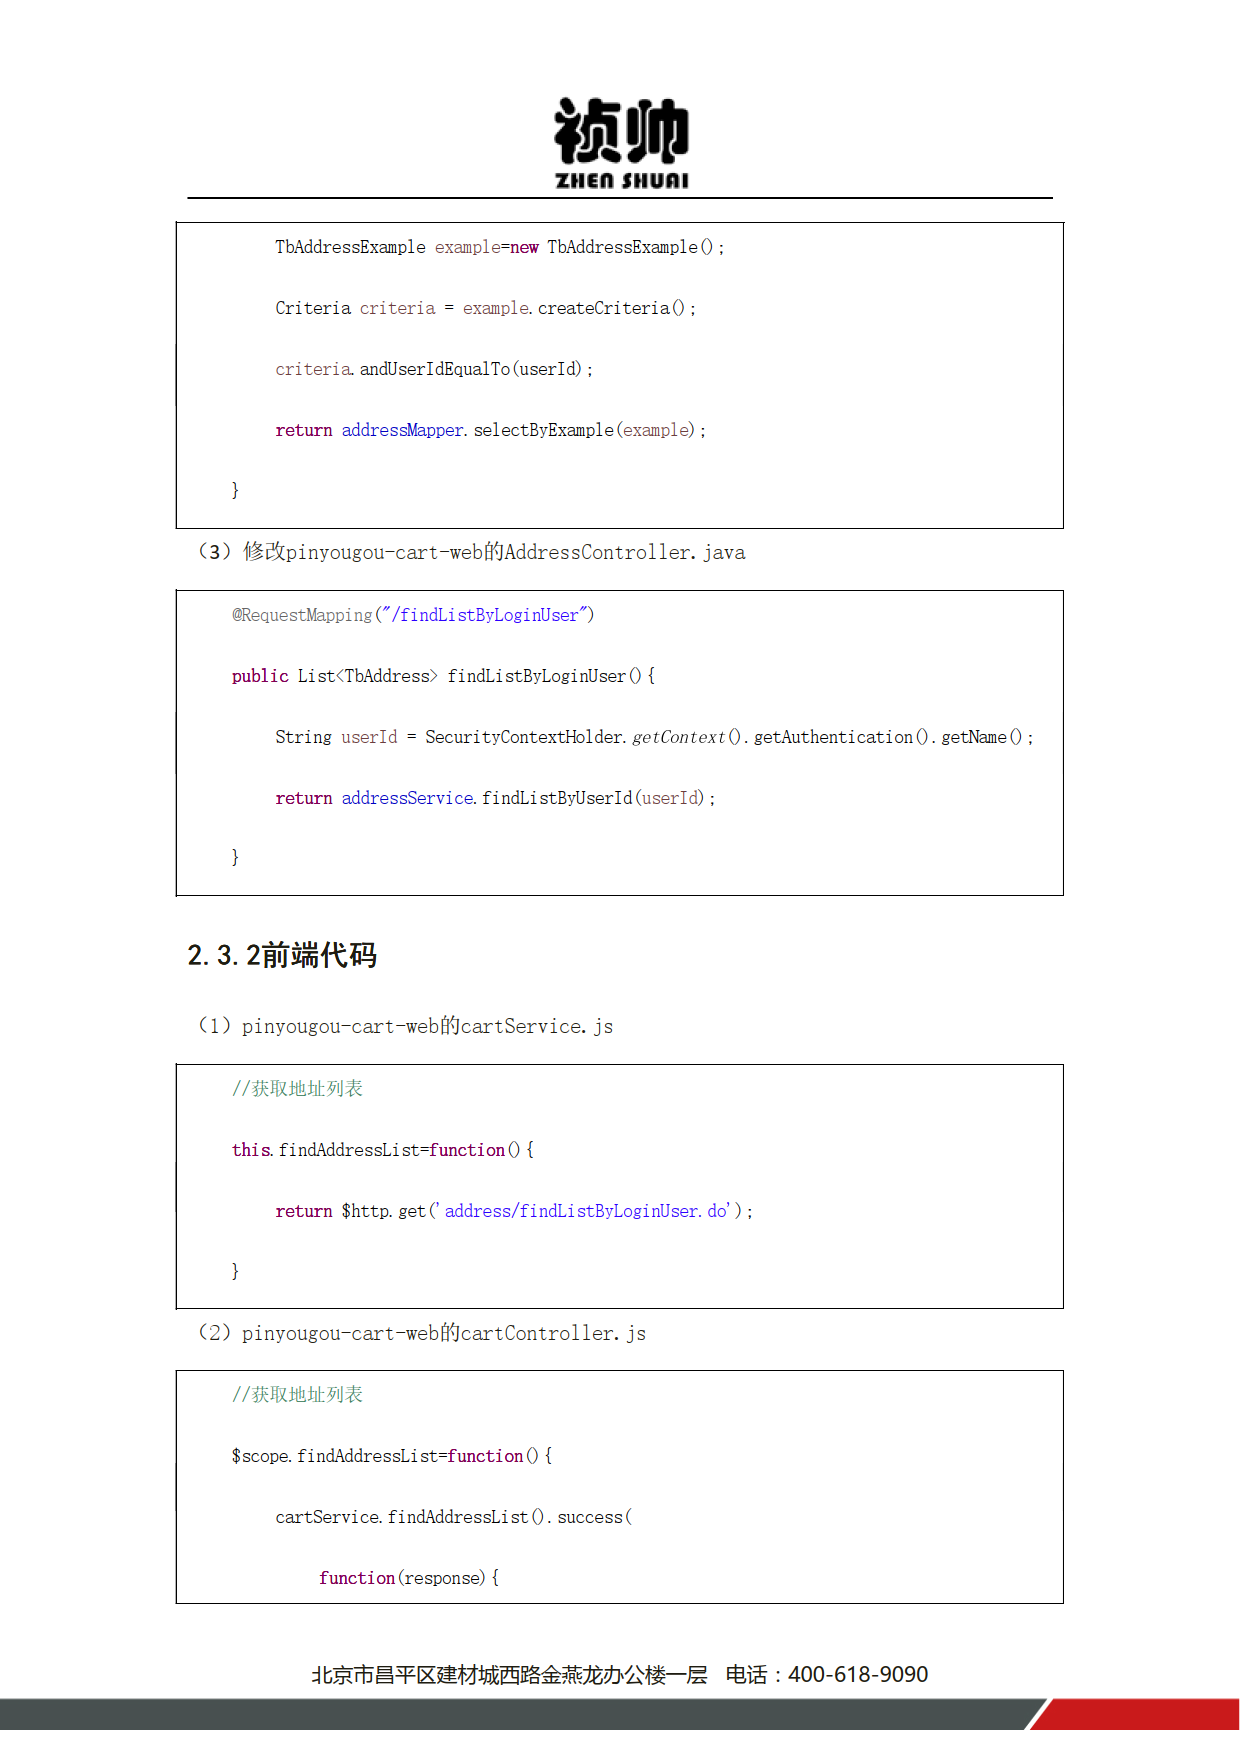 祯帅
ZHEN SHUAI
TbAddressExample example=new TbAddressExample();
Criteria criteria = example.createCriteria();
criteria.andUserIdEqualTo(userId);
return addressMapper.selectByExample(example);
}
（3）修改pinyougou-cart-web的AddressController.java
@RequestMapping("/findListByLoginUser")
public List<TbAddress> findListByLoginUser(){
String userId = SecurityContextHolder.getContext().getAuthentication().getName();
return addressService.findListByUserId(userId);
}
2.3.2前端代码
（1）pinyougou-cart-web的cartService.js
//获取地址列表
this.findAddressList=function(){
return $http.get('address/findListByLoginUser.do');
}
（2）pinyougou-cart-web的cartController.js
//获取地址列表
$scope.findAddressList=function(){
cartService.findAddressList().success(
function(response){
北京市昌平区建材城西路金燕龙办公楼一层 电话：400-618-9090